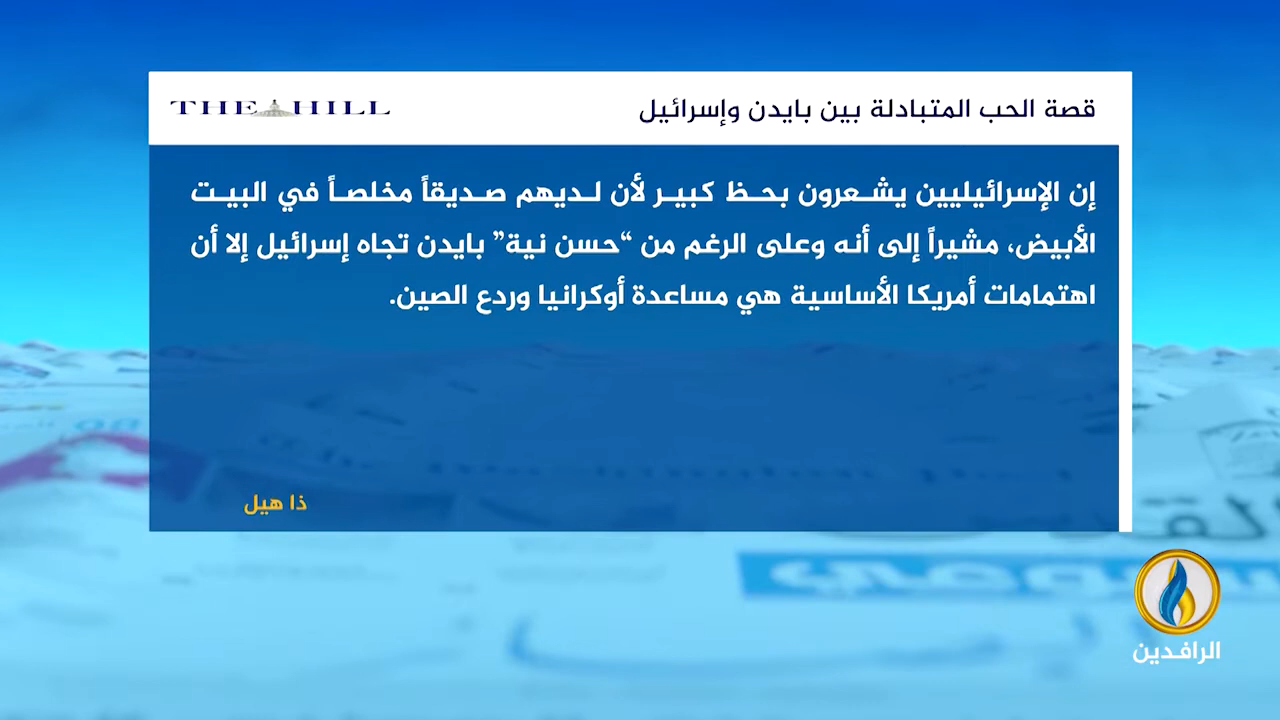 THE HILL
قصة الحب المتبادلة بين بايدن وإسرائيل
إن الإسرائيليين يشعرون بحظ كبير لأن لديهم صديقاً مخلصاً في البيت
الأبيض، مشيراً إلى أنه وعلى الرغم من “حسن نية” بايدن تجاه إسرائيل إلا أن
اهتمامات أمريكا الأساسية هي مساعدة أوكرانيا وردع الصين.
ذا هيل
الرافدين